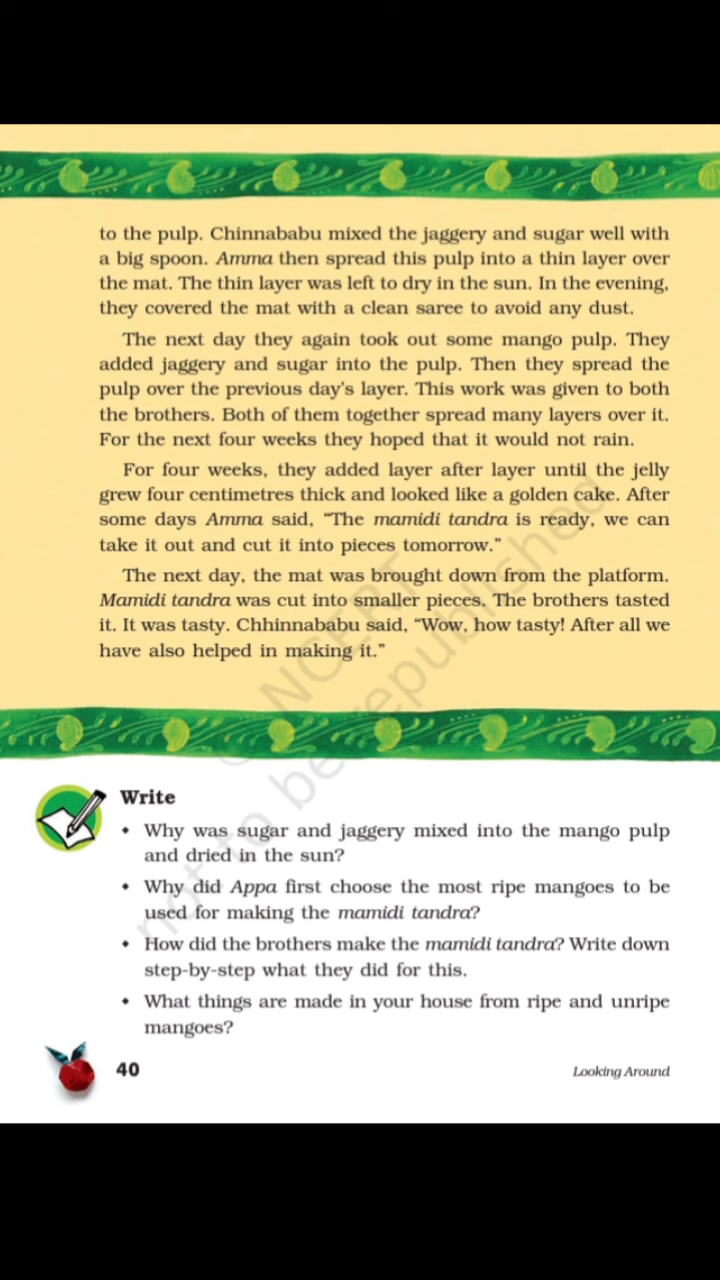 to the pulp. Chinnababu mixed the jaggery and sugar well with
a big spoon. Amma then spread this pulp into a thin layer over
the mat. The thin layer was left to dry in the sun. In the evening,
they covered the mat with a clean saree to avoid any dust.
The next day they again took out some mango pulp. They
added jaggery and sugar into the pulp. Then they spread the
pulp over the previous day's layer. This work was given to both
the brothers. Both of them together spread many layers over it.
For the next four weeks they hoped that it would not rain.
For four weeks, they added layer after layer until the jelly
grew four centimetres thick and looked like a golden cake. After
some days Amma said, “The mamidi tandra is ready, we can
take it out and cut it into pieces tomorrow.”
The next day, the mat was brought down from the platform.
Mamidi tandra was cut into smaller pieces. The brothers tasted
it. It was tasty. Chhinnababu said, “Wow, how tasty! After all we
have also helped in making it.”
© NCERT
not to be republished
Write
• Why was sugar and jaggery mixed into the mango pulp
and dried in the sun?
• Why did Appa first choose the most ripe mangoes to be
used for making the mamidi tandra?
• How did the brothers make the mamidi tandra? Write down
step-by-step what they did for this.
• What things are made in your house from ripe and unripe
mangoes?
40
Looking Around